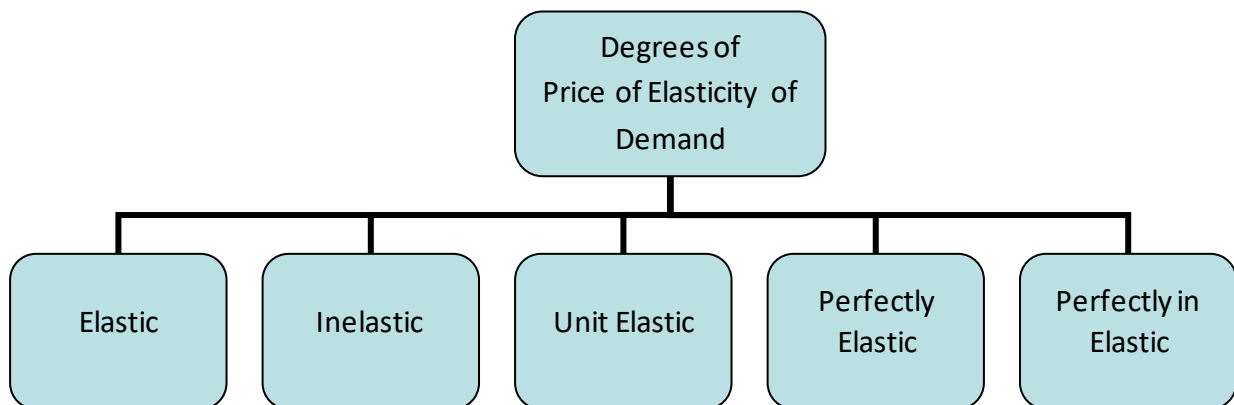 Degrees of
Price of Elasticity of
Demand
Elastic
Inelastic
Unit Elastic
Perfectly
Elastic
Perfectly in
Elastic